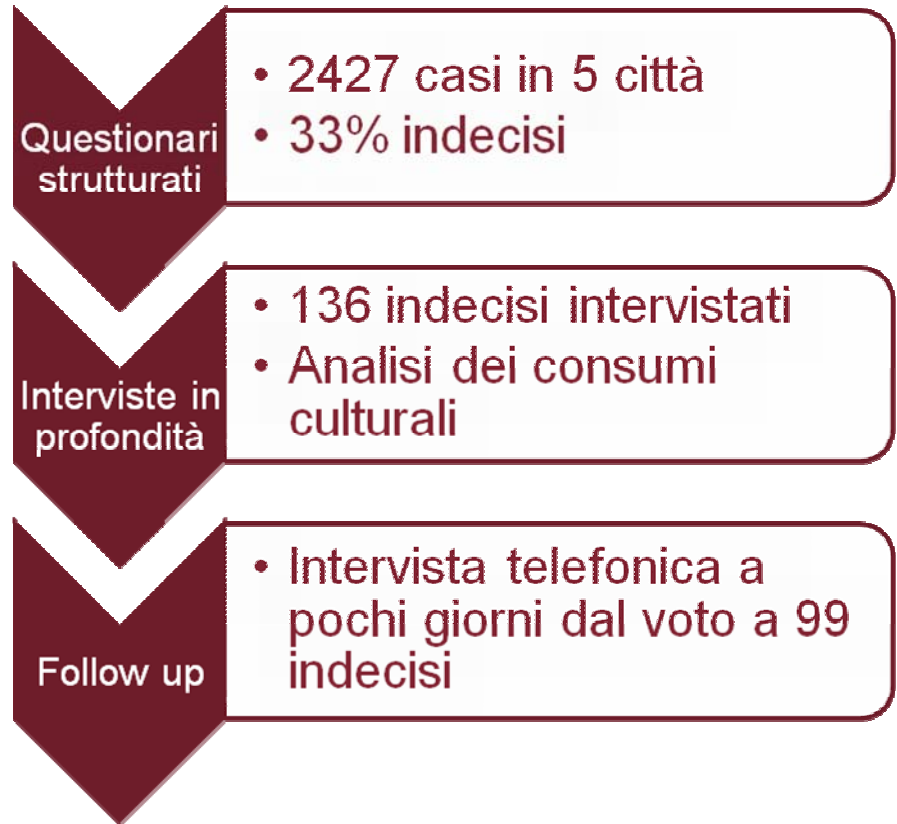 Questionari
strutturati
• 2427 casi in 5 città
• 33% indecisi
Interviste in
profondità
• 136 indecisi intervistati
• Analisi dei consumi
culturali
Follow up
• Intervista telefonica a
pochi giorni dal voto a 99
indecisi